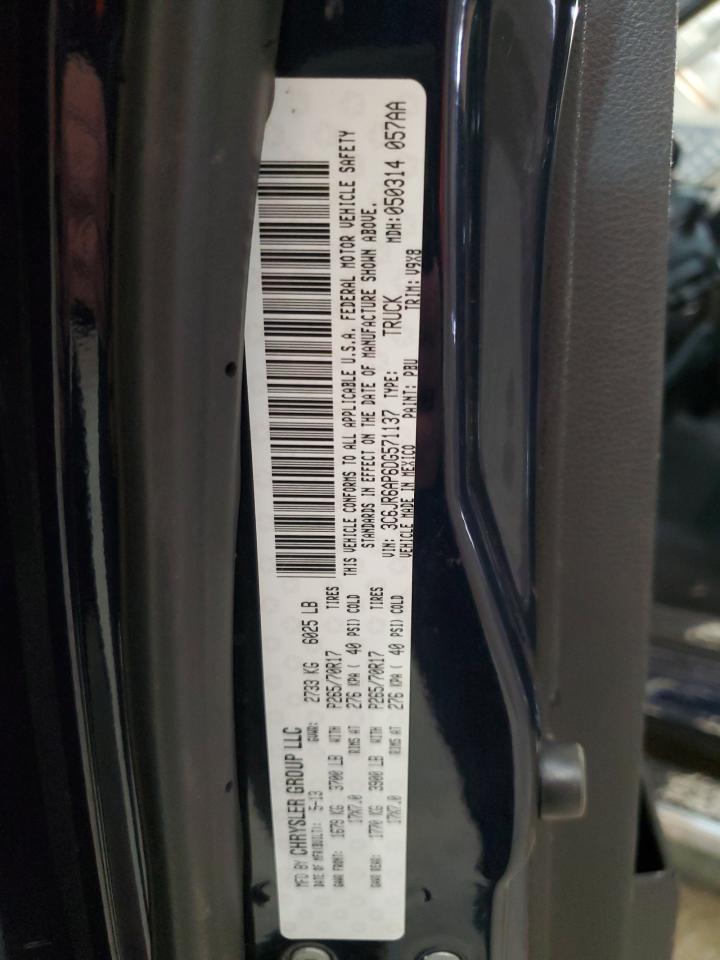 MFD BY CHRYSLER GROUP LLC
DATE OF MFR(BUILT): 5-13 GVWR: 2733 KG 6025 LB
GAWR FRONT: 1679 KG 3700 LB WITH P265/70R17 TIRES
17X7.0 RIMS AT 276 KPA ( 40 PSI) COLD
GAWR REAR: 1770 KG 3900 LB WITH P265/70R17 TIRES
17X7.0 RIMS AT 276 KPA ( 40 PSI) COLD
THIS VEHICLE CONFORMS TO ALL APPLICABLE U.S.A. FEDERAL MOTOR VEHICLE SAFETY
STANDARDS IN EFFECT ON THE DATE OF MANUFACTURE SHOWN ABOVE.
VIN: 3C6JR6AP6DG571137 TYPE: TRUCK MDH:050314 057AA
VEHICLE MADE IN MEXICO PAINT: PBU TRIM: V9X8